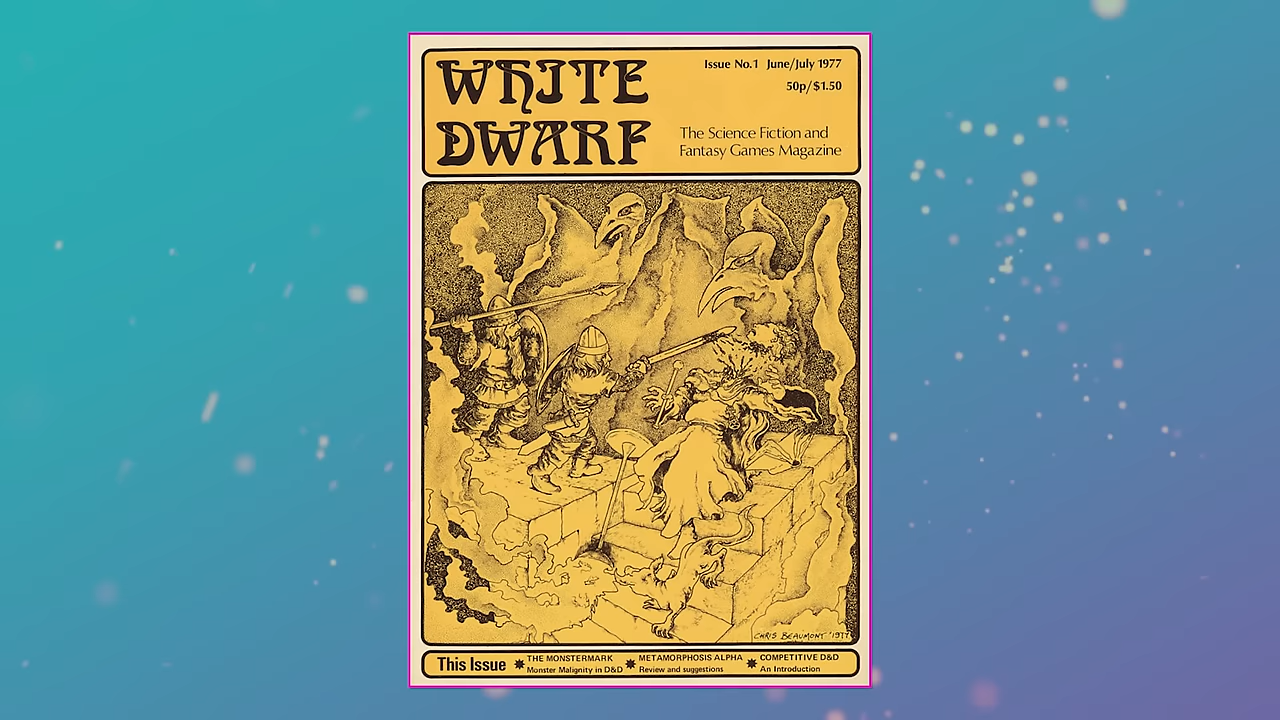 WHITE
DWARF
Issue No.1 June/July 1977
50p/$1.50
The Science Fiction and
Fantasy Games Magazine
CHRIS BEAUMONT '1977
This Issue
THE MONSTERMARK
Monster Malignity in D&D
METAMORPHOSIS ALPHA
Review and suggestions
COMPETITIVE D&D
An Introduction